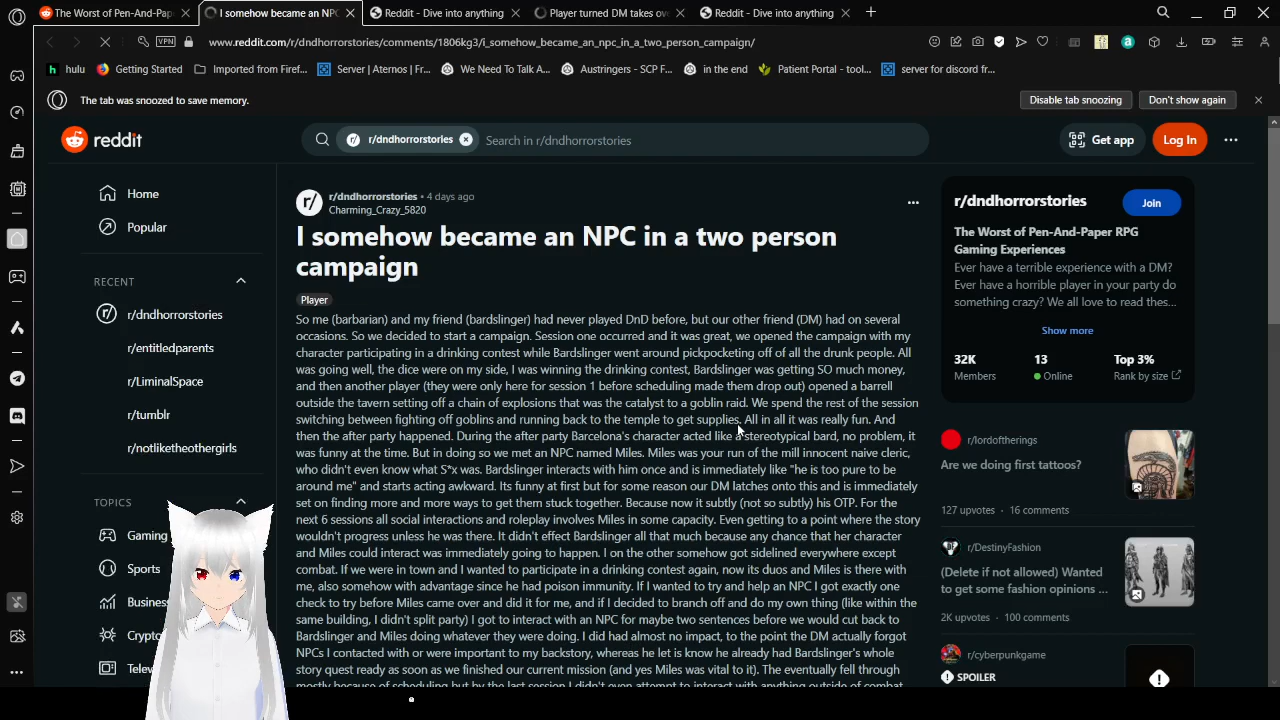 The Worst of Pen-And-Pape
I somehow became an NPC
Reddit - Dive into anything
Player turned DM takes ove
Reddit - Dive into anything
VPN
www.reddit.com/r/dndhorrorstories/comments/1806kg3/i_somehow_became_an_npc_in_a_two_person_campaign/
hulu
Getting Started
Imported from Firef...
Server | Aternos | Fr...
We Need To Talk A...
Austringers - SCP F...
in the end
Patient Portal - tool...
server for discord fr...
The tab was snoozed to save memory.
Disable tab snoozing
Don't show again
reddit
r/dndhorrorstories
Search in r/dndhorrorstories
Get app
Log In
Home
Popular
RECENT
r/dndhorrorstories
r/entitledparents
r/LiminalSpace
r/tumblr
r/notliketheothergirls
TOPICS
Gaming
Sports
Busines
Crypto
Televi
r/dndhorrorstories • 4 days ago
Charming_Crazy_5820
I somehow became an NPC in a two person
campaign
Player
So me (barbarian) and my friend (bardslinger) had never played DnD before, but our other friend (DM) had on several
occasions. So we decided to start a campaign. Session one occurred and it was great, we opened the campaign with my
character participating in a drinking contest while Bardslinger went around pickpocketing off of all the drunk people. All
was going well, the dice were on my side, I was winning the drinking contest, Bardslinger was getting SO much money,
and then another player (they were only here for session 1 before scheduling made them drop out) opened a barrell
outside the tavern setting off a chain of explosions that was the catalyst to a goblin raid. We spend the rest of the session
switching between fighting off goblins and running back to the temple to get supplies. All in all it was really fun. And
then the after party happened. During the after party Barcelona's character acted like a stereotypical bard, no problem, it
was funny at the time. But in doing so we met an NPC named Miles. Miles was your run of the mill innocent naive cleric,
who didn't even know what S*x was. Bardslinger interacts with him once and is immediately like "he is too pure to be
around me" and starts acting awkward. Its funny at first but for some reason our DM latches onto this and is immediately
set on finding more and more ways to get them stuck together. Because now it subtly (not so subtly) his OTP. For the
next 6 sessions all social interactions and roleplay involves Miles in some capacity. Even getting to a point where the story
wouldn't progress unless he was there. It didn't effect Bardslinger all that much because any chance that her character
and Miles could interact was immediately going to happen. I on the other somehow got sidelined everywhere except
combat. If we were in town and I wanted to participate in a drinking contest again, now its duos and Miles is there with
me, also somehow with advantage since he had poison immunity. If I wanted to try and help an NPC I got exactly one
check to try before Miles came over and did it for me, and if I decided to branch off and do my own thing (like within the
same building, I didn't split party) I got to interact with an NPC for maybe two sentences before we would cut back to
Bardslinger and Miles doing whatever they were doing. I did had almost no impact, to the point the DM actually forgot
NPCs I contacted with or were important to my backstory, whereas he let is know he already had Bardslinger's whole
story quest ready as soon as we finished our current mission (and yes Miles was vital to it). The eventually fell through
mostly because of scheduling but by the last session I didn't even attempt to interact with anything outside of combat
r/dndhorrorstories
Join
The Worst of Pen-And-Paper RPG
Gaming Experiences
Ever have a terrible experience with a DM?
Ever have a horrible player in your party do
something crazy? We all love to read thes...
Show more
32K
Members
13
Online
Top 3%
Rank by size
r/lordoftherings
Are we doing first tattoos?
127 upvotes • 16 comments
r/DestinyFashion
(Delete if not allowed) Wanted
to get some fashion opinions ...
2K upvotes • 100 comments
r/cyberpunkgame
SPOILER